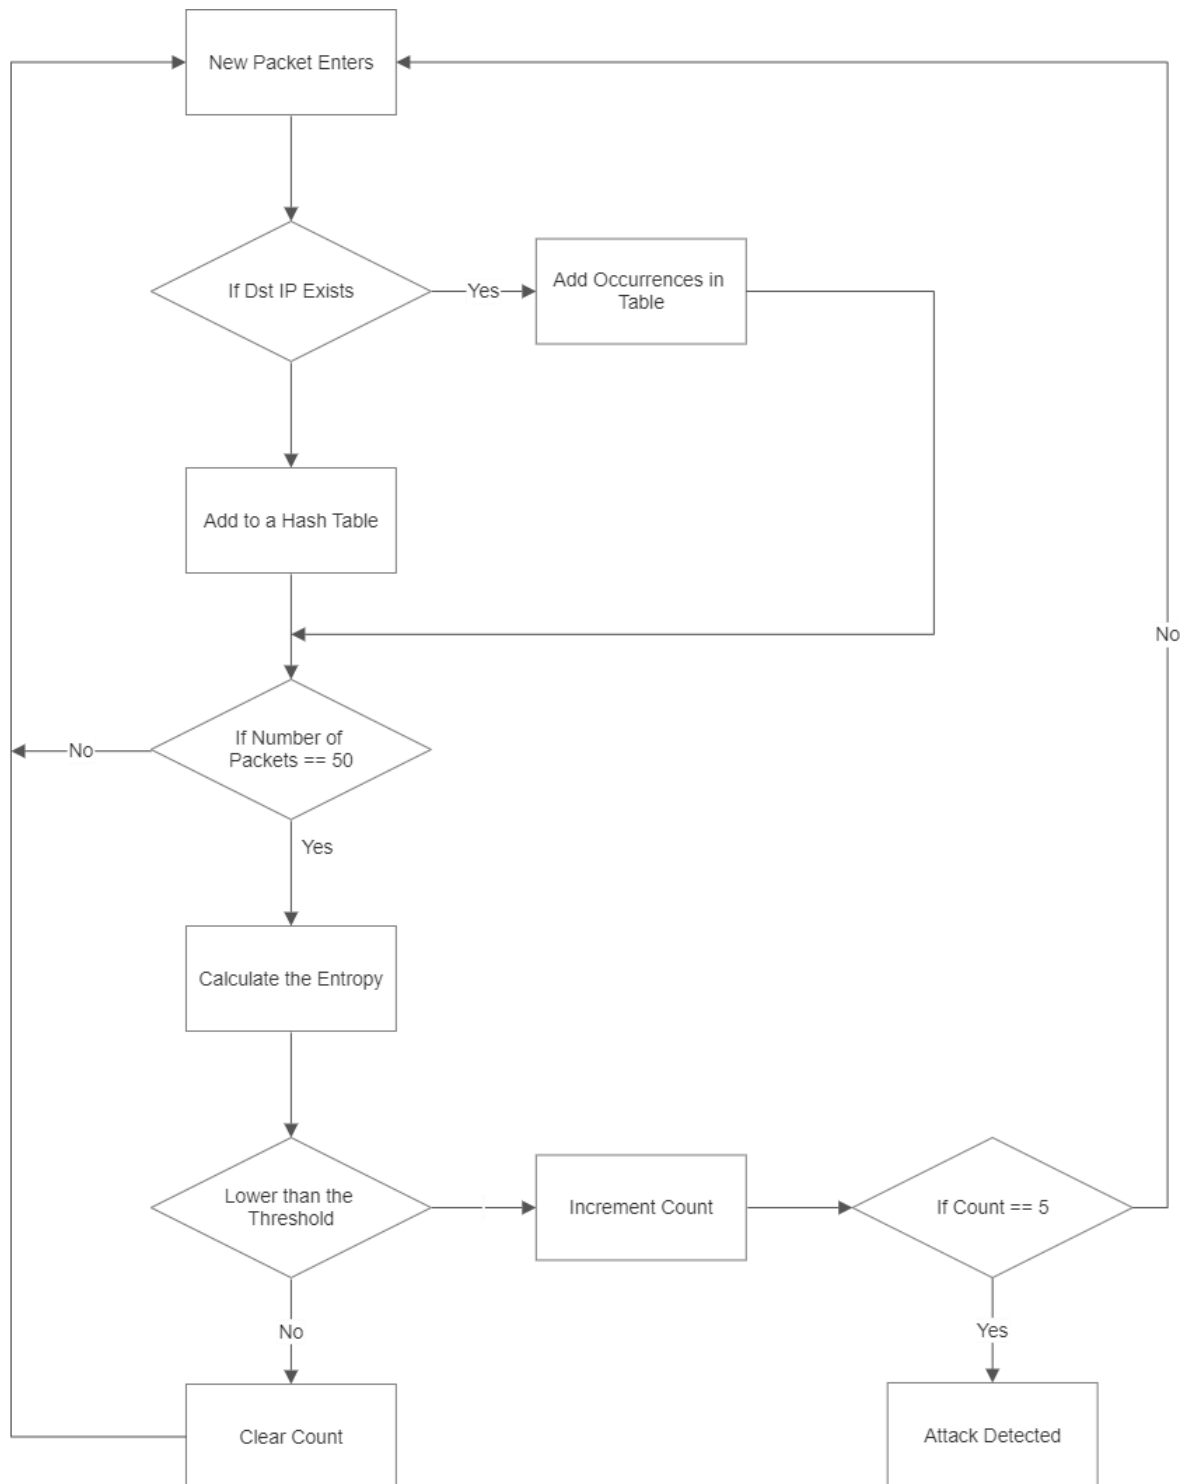 New Packet Enters
If Dst IP Exists
Yes
Add Occurrences in
Table
Add to a Hash Table
No
If Number of
Packets == 50
No
Yes
Calculate the Entropy
Lower than the
Threshold
Increment Count
If Count == 5
No
Yes
Clear Count
Attack Detected